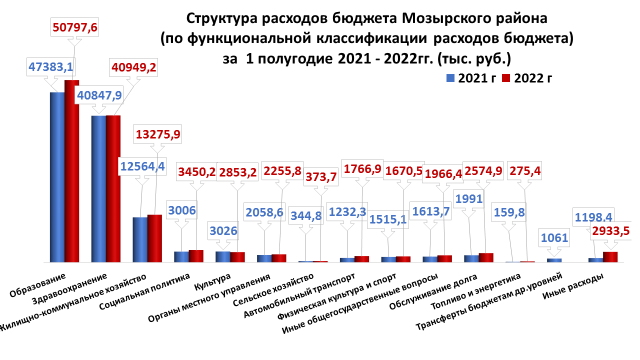 Структура расходов бюджета Мозырского района
(по функциональной классификации расходов бюджета)
за 1 полугодие 2021 - 2022гг. (тыс. руб.)
2021 г
2022 г
47383,1
50797,6
40847,9
40949,2
12564,4
13275,9
3006
3450,2
3026
2853,2
2058,6
2255,8
344,8
373,7
1232,3
1766,9
1515,1
1670,5
1613,7
1966,4
1991
2574,9
159,8
275,4
1061
1198,4
2933,5
Образование
Здравоохранение
Жилищно-коммунальное хозяйство
Социальная политика
Культура
Органы местного управления
Сельское хозяйство
Автомобильный транспорт
Физическая культура и спорт
Иные общегосударственные вопросы
Обслуживание долга
Топливо и энергетика
Трансферты бюджетам др.уровней
Иные расходы